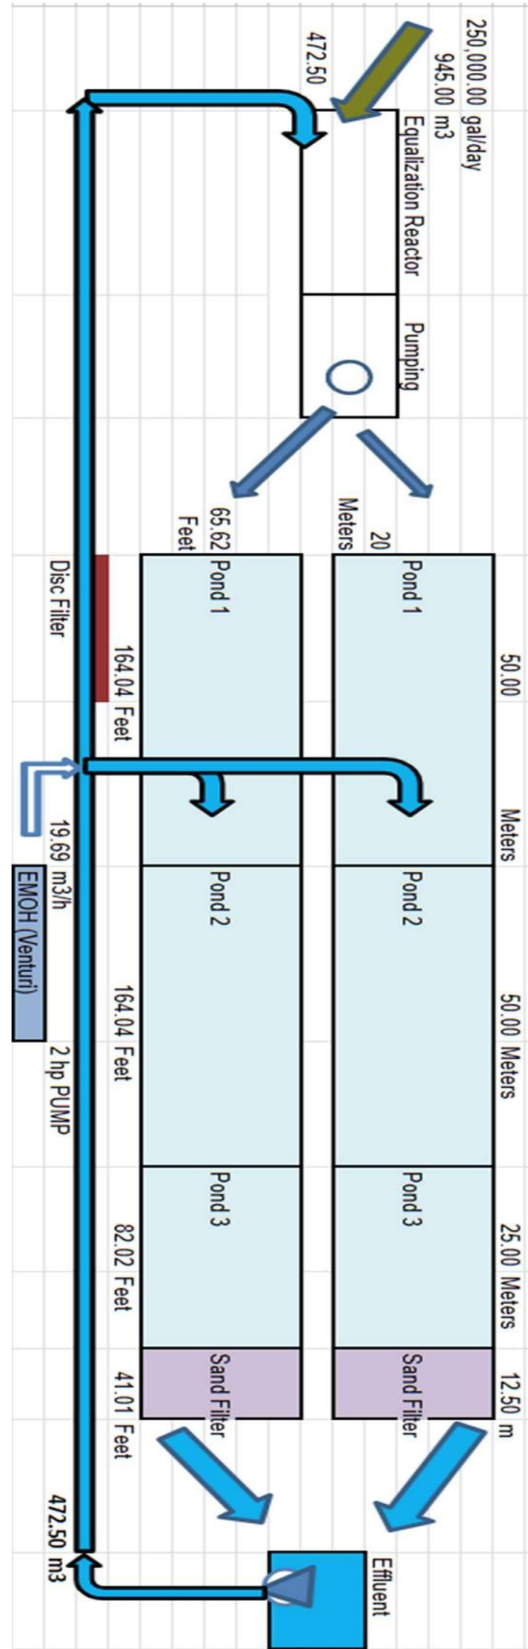 250,000.00 gal/day
945.00 m3
472.50
Equalization Reactor
Pumping
20
Meters
65.62
Feet
50.00 Meters
50.00 Meters
25.00 Meters
12.50 m
Pond 1
Pond 2
Pond 3
Sand Filter
Effluent
Pond 1
Pond 2
Pond 3
Sand Filter
164.04 Feet
164.04 Feet
82.02 Feet
41.01 Feet
Disc Filter
19.69 m3/h
2 hp PUMP
472.50 m3
EMOH (Venturi)